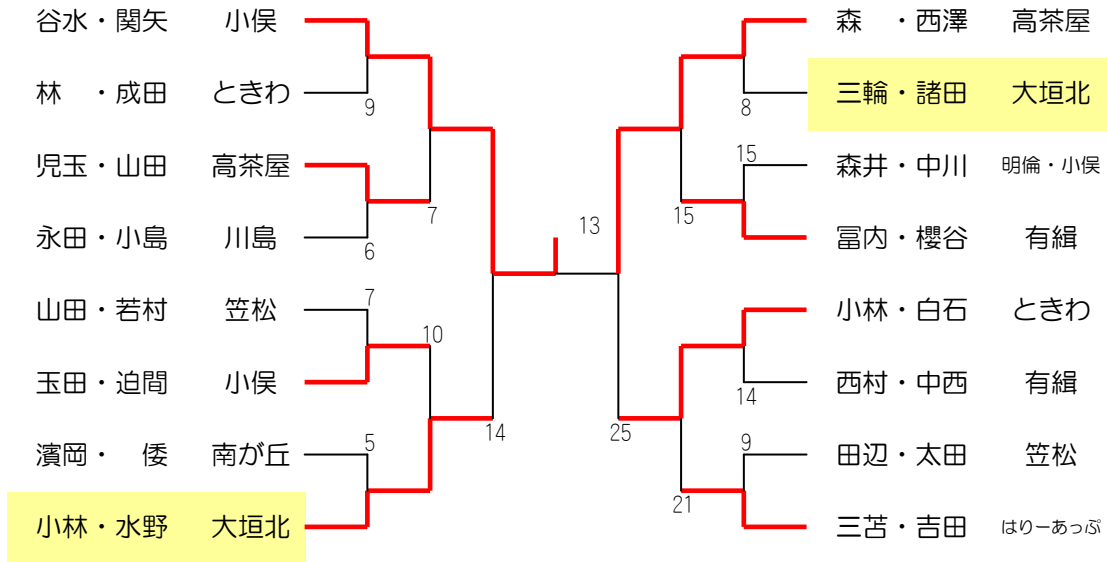 谷水・関矢 小俣
9
林 ・成田 ときわ
児玉・山田 高茶屋
7
6
永田・小島 川島
7
山田・若村 笠松
10
玉田・迫間 小俣
5
濱岡・ 倭 南が丘
14
小林・水野 大垣北
13
森 ・西澤 高茶屋
8
三輪・諸田 大垣北
15
森井・中川 明倫・小俣
15
冨内・櫻谷 有緝
小林・白石 ときわ
14
西村・中西 有緝
25
9
田辺・太田 笠松
21
三苫・吉田 はりーあっぷ